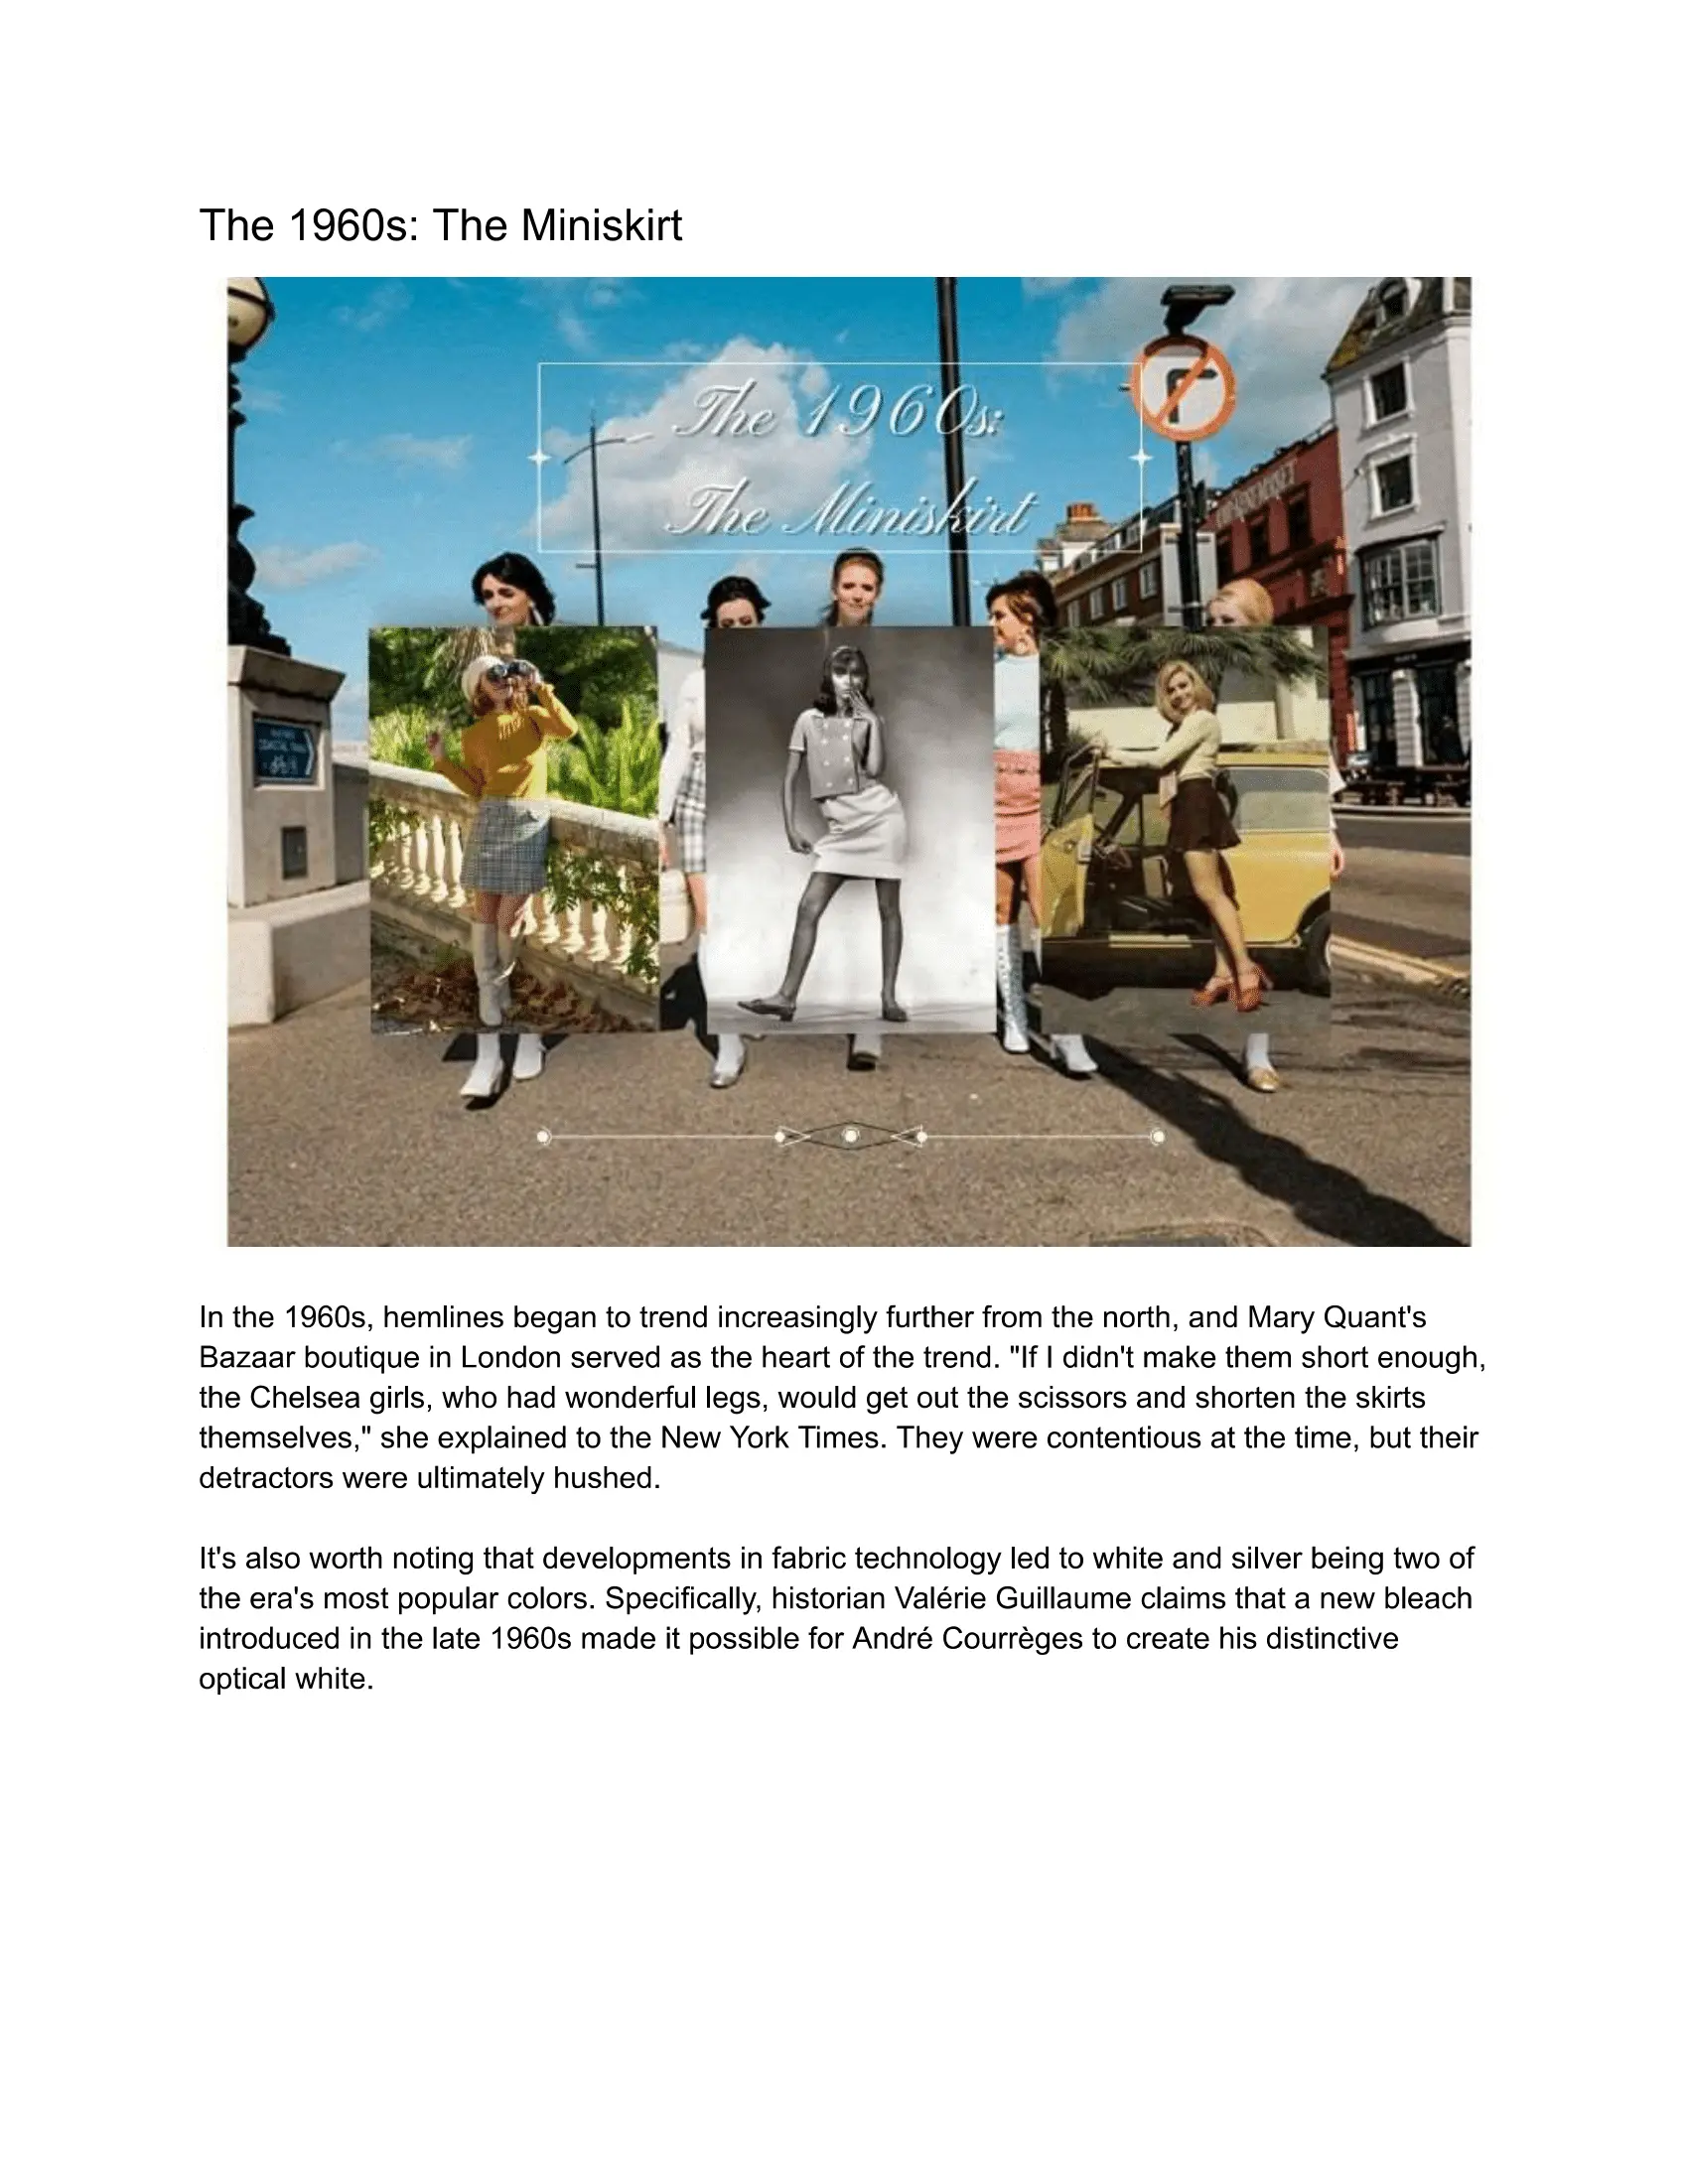 The 1960s: The Miniskirt
The 1960s:
The Miniskirt
In the 1960s, hemlines began to trend increasingly further from the north, and Mary Quant's
Bazaar boutique in London served as the heart of the trend. "If I didn't make them short enough,
the Chelsea girls, who had wonderful legs, would get out the scissors and shorten the skirts
themselves," she explained to the New York Times. They were contentious at the time, but their
detractors were ultimately hushed.
It's also worth noting that developments in fabric technology led to white and silver being two of
the era's most popular colors. Specifically, historian Valérie Guillaume claims that a new bleach
introduced in the late 1960s made it possible for André Courrèges to create his distinctive
optical white.